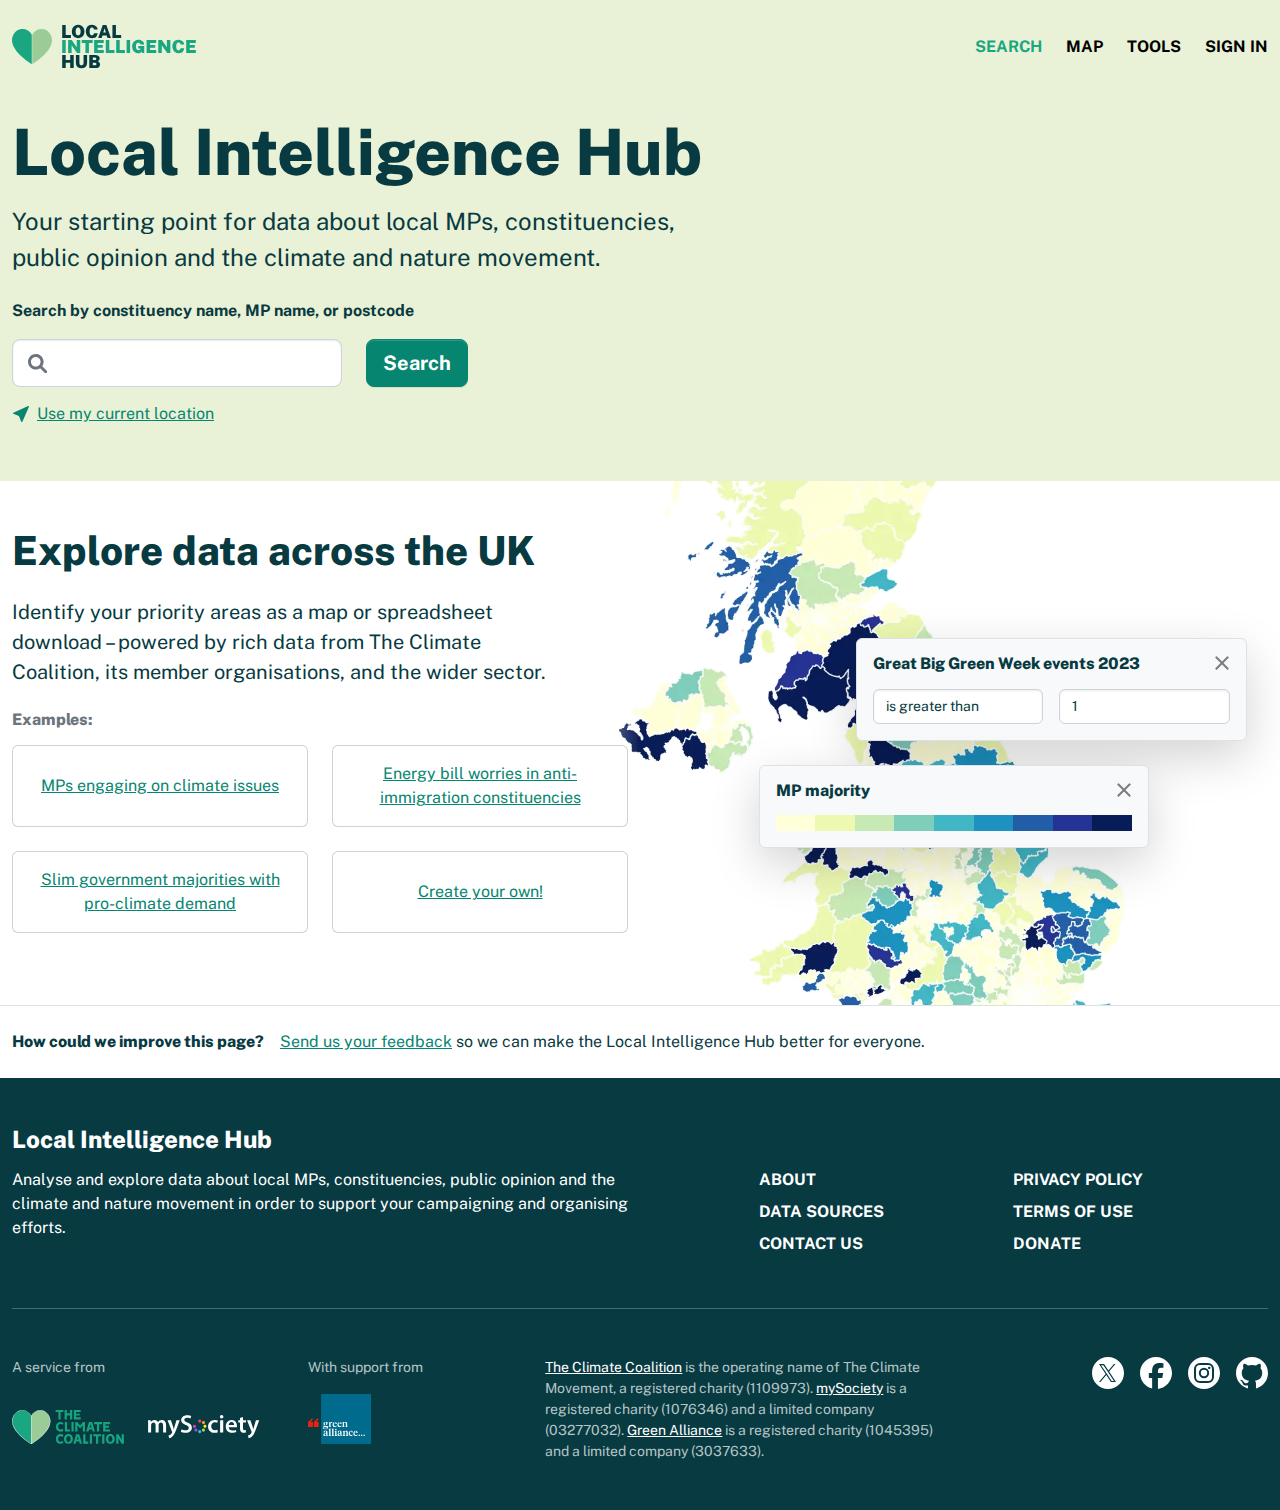 LOCAL
INTELLIGENCE
HUB
SEARCH MAP TOOLS SIGN IN
Local Intelligence Hub
Your starting point for data about local MPs, constituencies,
public opinion and the climate and nature movement.
Search by constituency name, MP name, or postcode
Search
Use my current location
Explore data across the UK
Identify your priority areas as a map or spreadsheet
download – powered by rich data from The Climate
Coalition, its member organisations, and the wider sector.
Examples:
MPs engaging on climate issues
Energy bill worries in anti-
immigration constituencies
Slim government majorities with
pro-climate demand
Create your own!
Great Big Green Week events 2023
is greater than
1
MP majority
How could we improve this page? Send us your feedback so we can make the Local Intelligence Hub better for everyone.
Local Intelligence Hub
Analyse and explore data about local MPs, constituencies, public opinion and the
climate and nature movement in order to support your campaigning and organising
efforts.
ABOUT
DATA SOURCES
CONTACT US
PRIVACY POLICY
TERMS OF USE
DONATE
A service from
THE
CLIMATE
COALITION
mySociety
With support from
green
alliance...
The Climate Coalition is the operating name of The Climate
Movement, a registered charity (1109973). mySociety is a
registered charity (1076346) and a limited company
(03277032). Green Alliance is a registered charity (1045395)
and a limited company (3037633).